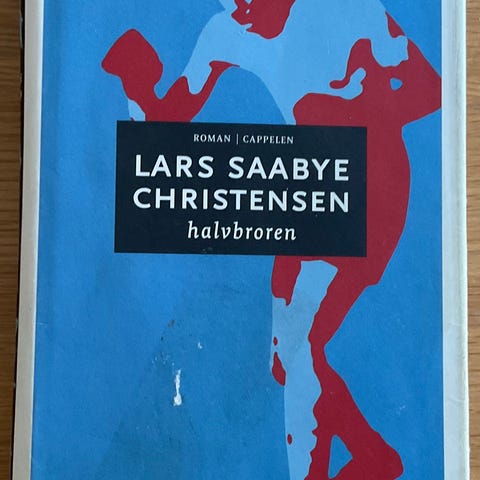 ROMAN | CAPPELEN
LARS SAABYE
CHRISTENSEN
halvbroren